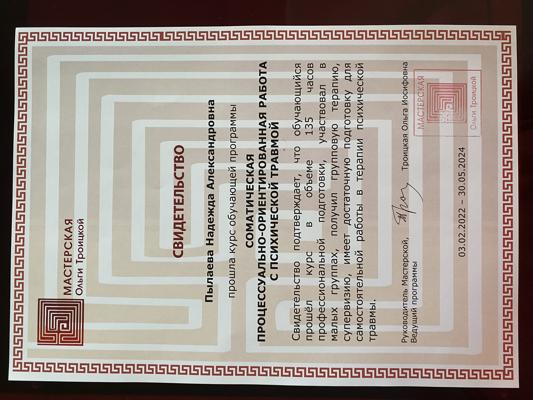 МАСТЕРСКАЯ
Ольги Троицкой
СВИДЕТЕЛЬСТВО
Пылаева Надежда Александровна
прошла курс обучающей программы
СОМАТИЧЕСКАЯ
ПРОЦЕССУАЛЬНО-ОРИЕНТИРОВАННАЯ РАБОТА
С ПСИХИЧЕСКОЙ ТРАВМОЙ
Свидетельство подтверждает, что обучающийся
прошёл курс в объеме 135 часов
профессиональной подготовки, участвовал в
малых группах, получил групповую терапию,
супервизию, имеет достаточную подготовку для
самостоятельной работы в терапии психической
травмы.
Руководитель Мастерской,
Ведущий программы
Троицкая Ольга Иосифовна
МАСТЕРСКАЯ
Ольги Троицкой
03.02.2022 – 30.05.2024